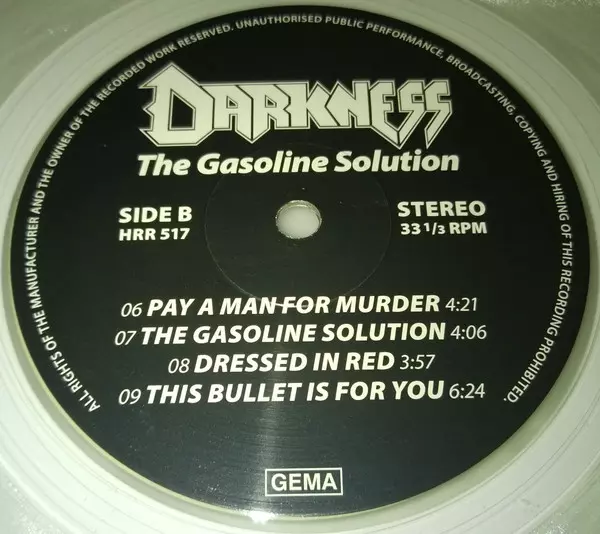 ALL RIGHTS OF THE MANUFACTURER AND THE OWNER OF THE RECORDED WORK RESERVED. UNAUTHORISED PUBLIC PERFORMANCE, BROADCASTING, COPYING AND HIRING OF THIS RECORDING PROHIBITED.
DARKNESS
The Gasoline Solution
SIDE B STEREO
HRR 517 33 1/3 RPM
06 PAY A MAN FOR MURDER 4:21
07 THE GASOLINE SOLUTION 4:06
08 DRESSED IN RED 3:57
09 THIS BULLET IS FOR YOU 6:24
GEMA